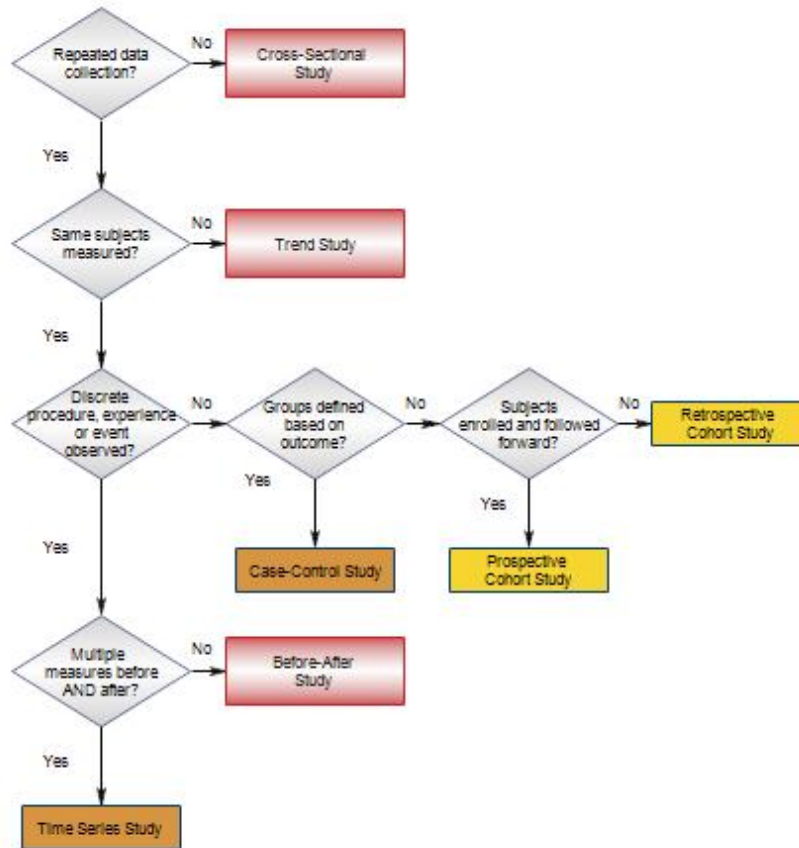 Repeated data
collection?
No
Cross-Sectional
Study
Yes
Same subjects
measured?
No
Trend Study
Yes
Discrete
procedure, experience
or event
observed?
No
Groups defined
based on
outcome?
No
Subjects
enrolled and followed
forward?
No
Retrospective
Cohort Study
Yes
Yes
Yes
Case-Control Study
Prospective
Cohort Study
Multiple
measures before
AND after?
No
Before-After
Study
Yes
Time Series Study